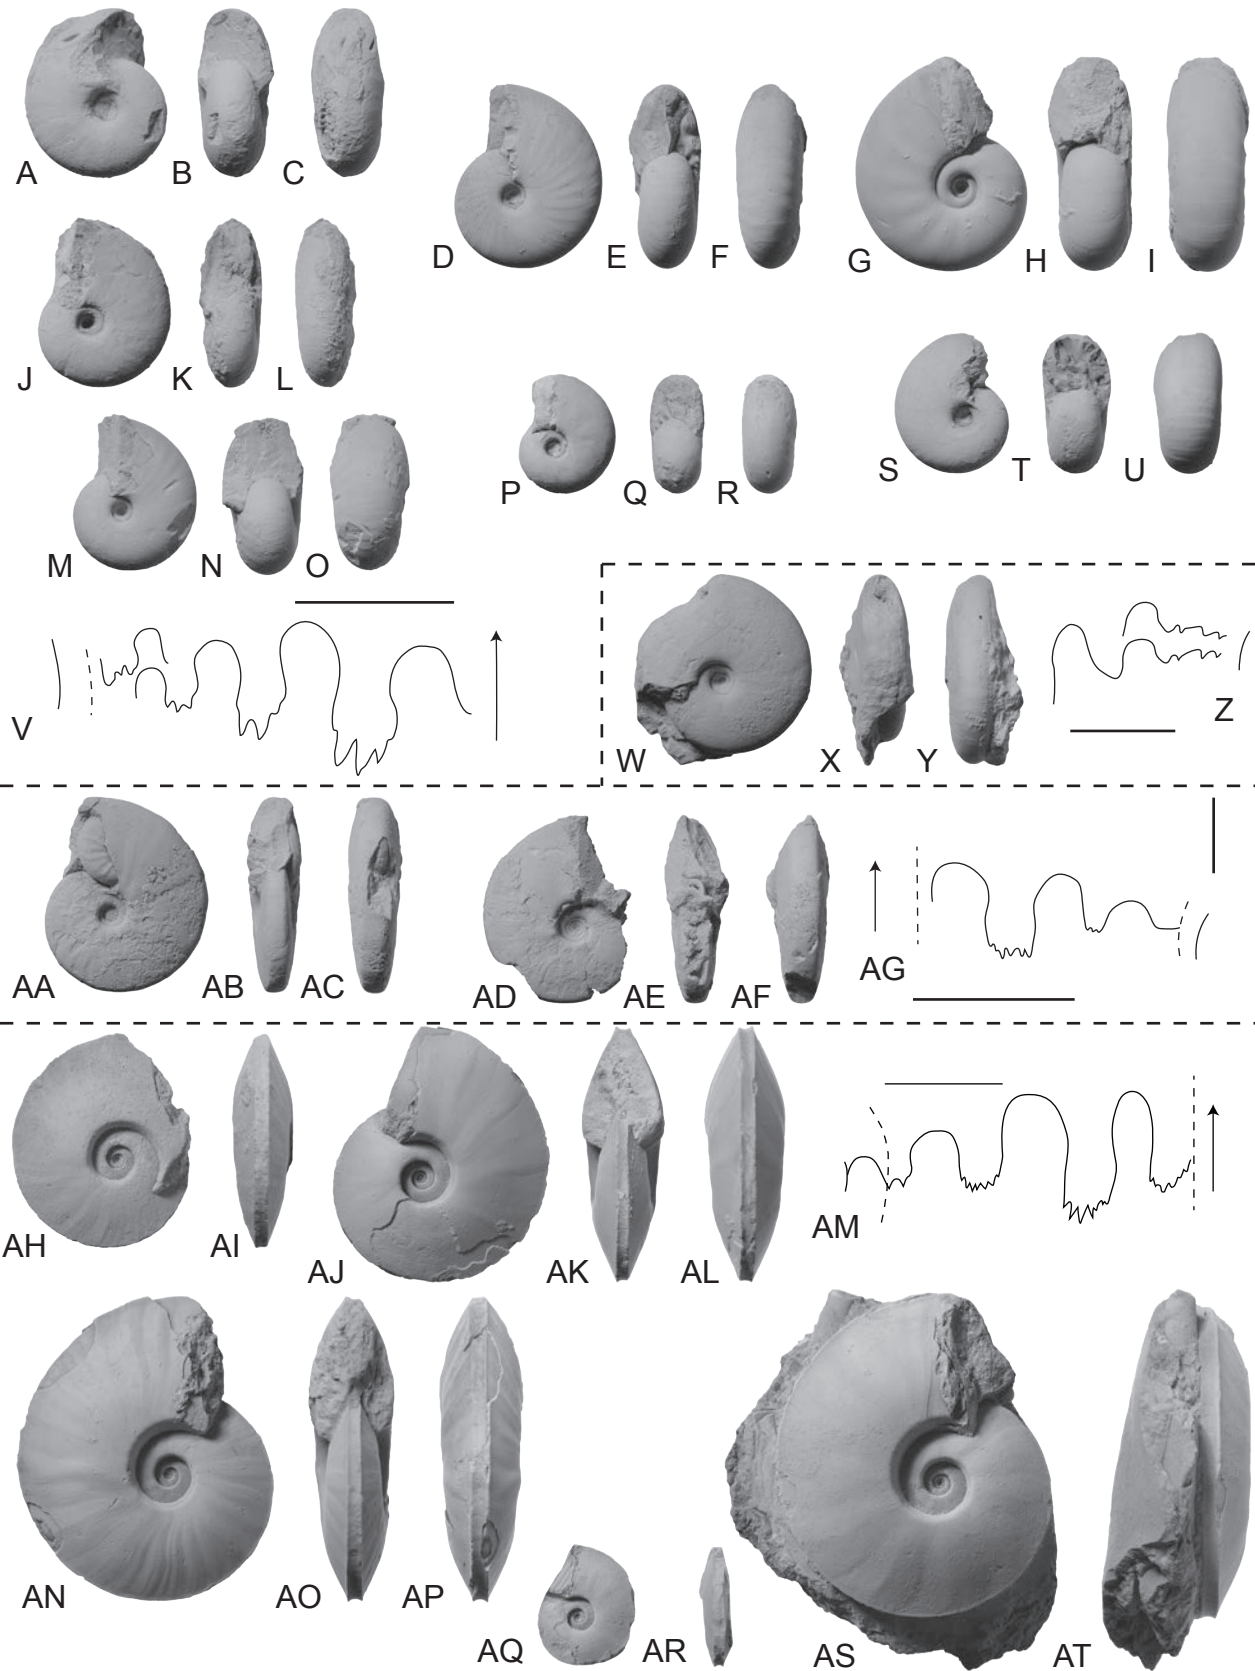 A B C
D E F
G H I
J K L
M N O
P Q R
S T U
V
W X Y Z
AA AB AC
AD AE AF AG
AH AI AJ AK AL AM
AN AO AP
AQ AR AS AT